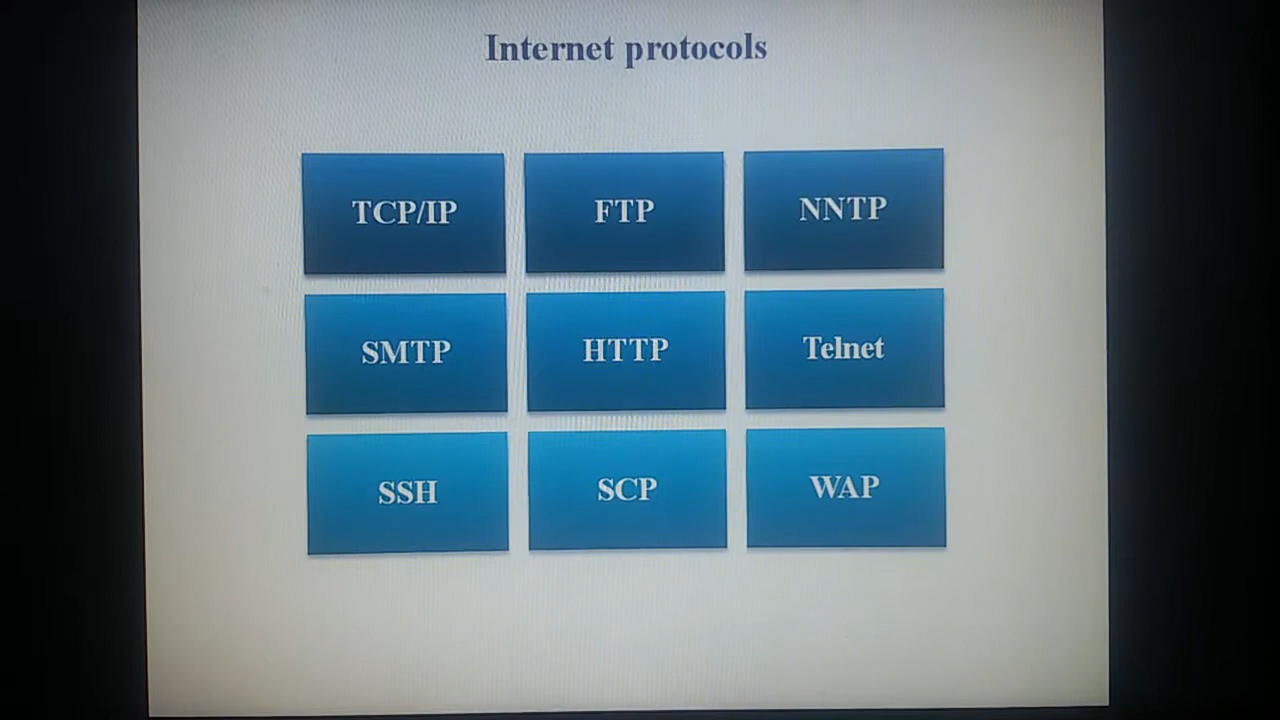 Internet protocols
TCP/IP
FTP
NNTP
SMTP
HTTP
Telnet
SSH
SCP
WAP